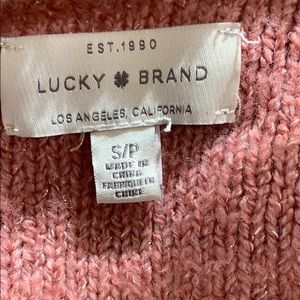 EST.1990
LUCKY BRAND
LOS ANGELES, CALIFORNIA
S/P
MADE IN
CHINA
FABRIQUE EN
CHINE